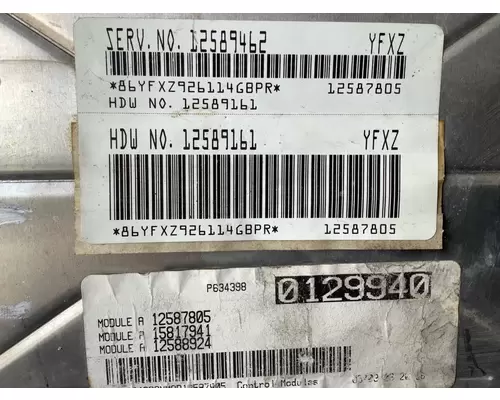 SERV.NO. 12589462 YFXZ
*86YFXZ926114GBPR* 12587805
HDW NO. 12589161
HDW NO. 12589161 YFXZ
*86YFXZ926114GBPR* 12587805
P634398 0129940
MODULE A 12587805
MODULE A 15817941
MODULE A 12588924
Control Modules